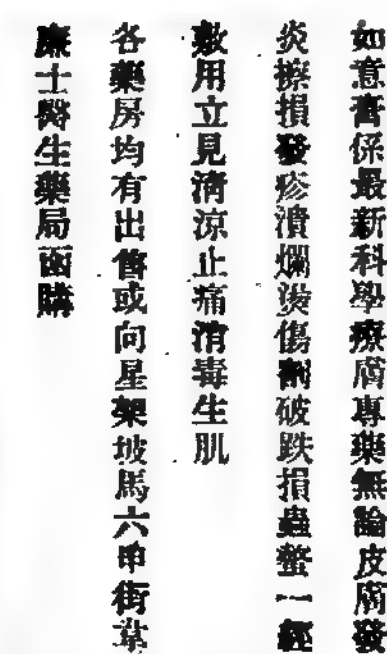 如意膏係最新科學療膚專藥無論皮膚發
炎擦損發疹潰爛燙傷割破跌損蟲螫一經
敷用立見清涼止痛消毒生肌
各藥房均有出售或向星架坡馬六甲街韋
廉士醫生藥局函購